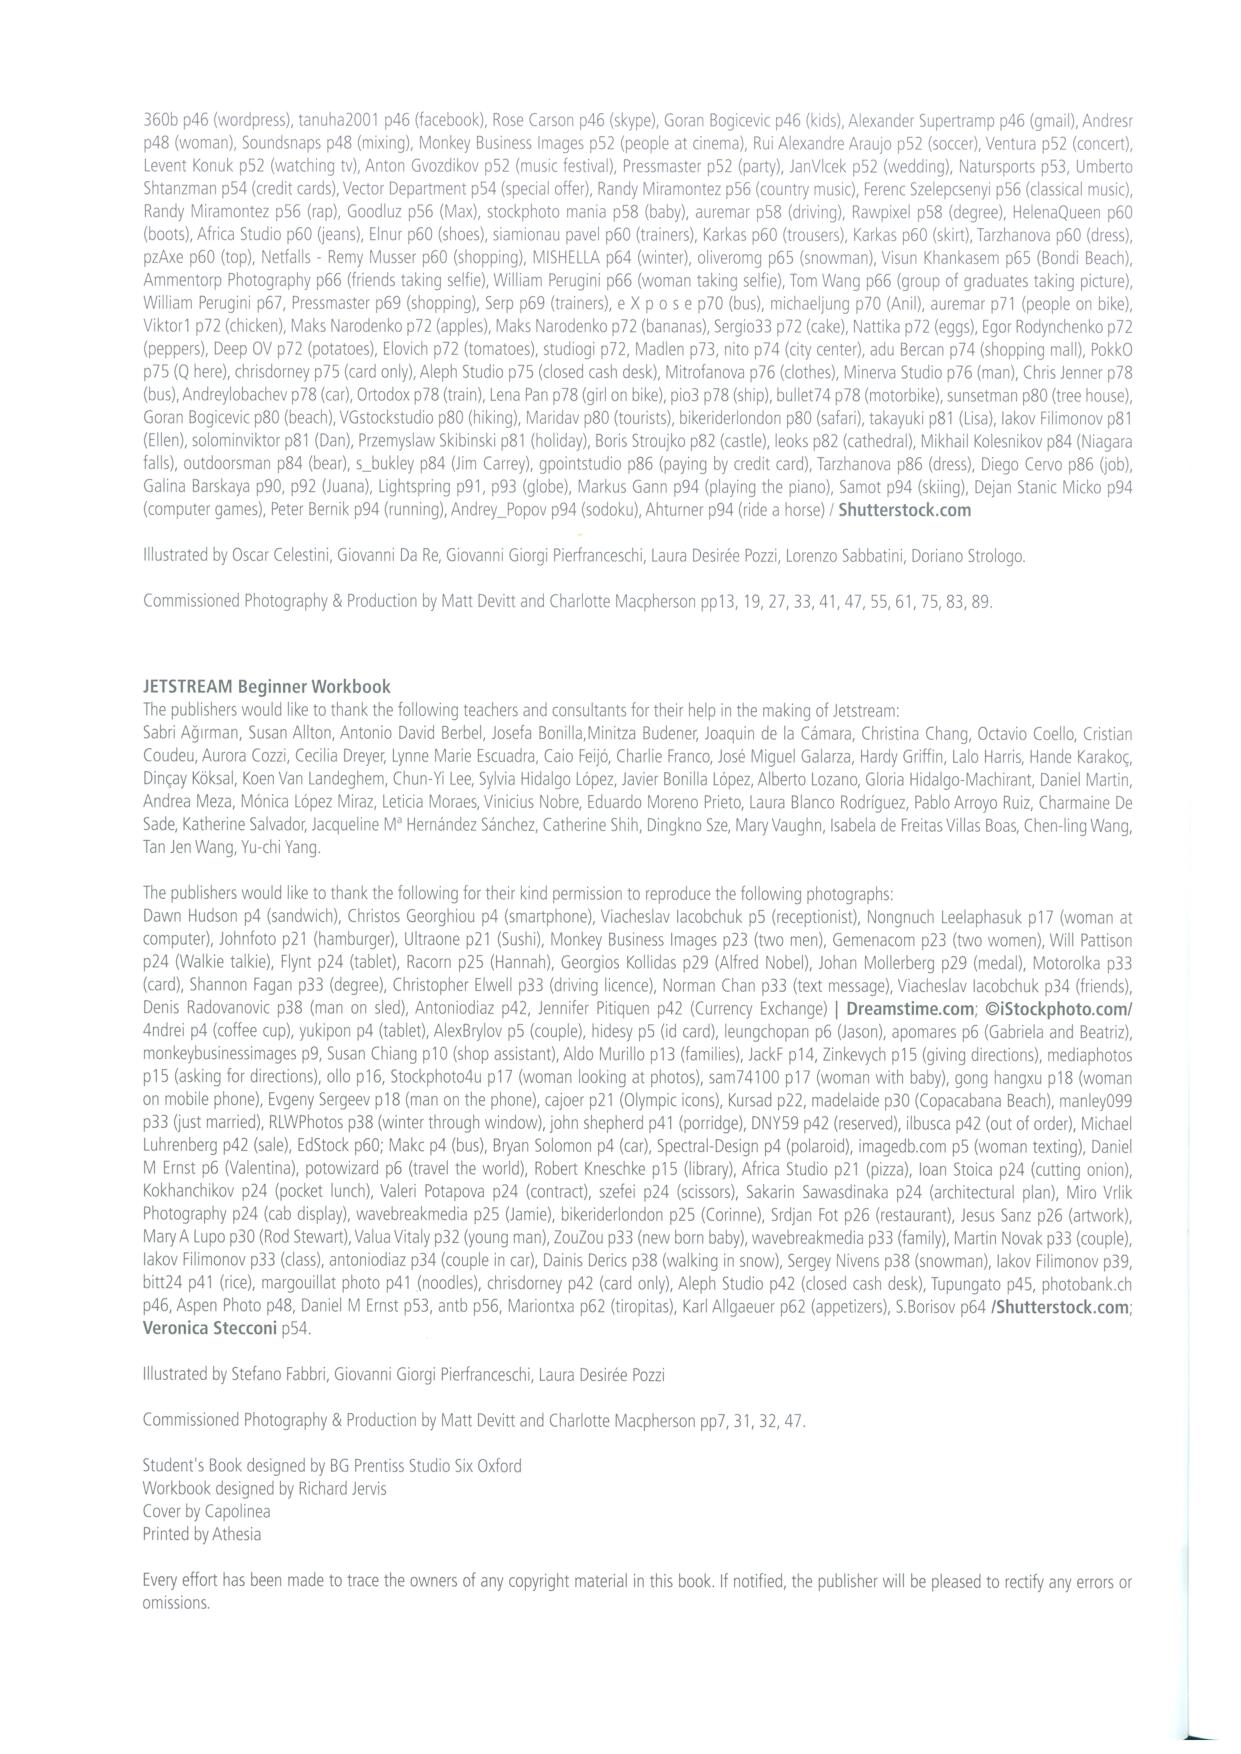 360b p46 (wordpress), tanuha2001 p46 (facebook), Rose Carson p46 (skype), Goran Bogicevic p46 (kids), Alexander Supertramp p46 (gmail), Andresr
p48 (woman), Soundsnaps p48 (mixing), Monkey Business Images p52 (people at cinema), Rui Alexandre Araujo p52 (soccer), Ventura p52 (concert),
Levent Konuk p52 (watching tv), Anton Gvozdikov p52 (music festival), Pressmaster p52 (party), JanVlcek p52 (wedding), Natursports p53, Umberto
Shtanzman p54 (credit cards), Vector Department p54 (special offer), Randy Miramontez p56 (country music), Ferenc Szelepcsenyi p56 (classical music),
Randy Miramontez p56 (rap), Goodluz p56 (Max), stockphoto mania p58 (baby), auremar p58 (driving), Rawpixel p58 (degree), HelenaQueen p60
(boots), Africa Studio p60 (jeans), Elnur p60 (shoes), siamionau pavel p60 (trainers), Karkas p60 (trousers), Karkas p60 (skirt), Tarzhanova p60 (dress),
pzAxe p60 (top), Netfalls - Remy Musser p60 (shopping), MISHELLA p64 (winter), oliveromg p65 (snowman), Visun Khankasem p65 (Bondi Beach),
Ammentorp Photography p66 (friends taking selfie), William Perugini p66 (woman taking selfie), Tom Wang p66 (group of graduates taking picture),
William Perugini p67, Pressmaster p69 (shopping), Serp p69 (trainers), e X p o s e p70 (bus), michaeljung p70 (Anil), auremar p71 (people on bike),
Viktor1 p72 (chicken), Maks Narodenko p72 (apples), Maks Narodenko p72 (bananas), Sergio33 p72 (cake), Nattika p72 (eggs), Egor Rodynchenko p72
(peppers), Deep OV p72 (potatoes), Elovich p72 (tomatoes), studiogi p72, Madlen p73, nito p74 (city center), adu Bercan p74 (shopping mall), PokkO
p75 (Q here), chrisdorney p75 (card only), Aleph Studio p75 (closed cash desk), Mitrofanova p76 (clothes), Minerva Studio p76 (man), Chris Jenner p78
(bus), Andreylobachev p78 (car), Ortodox p78 (train), Lena Pan p78 (girl on bike), pio3 p78 (ship), bullet74 p78 (motorbike), sunsetman p80 (tree house),
Goran Bogicevic p80 (beach), VGstockstudio p80 (hiking), Maridav p80 (tourists), bikeriderlondon p80 (safari), takayuki p81 (Lisa), Iakov Filimonov p81
(Ellen), solominviktor p81 (Dan), Przemyslaw Skibinski p81 (holiday), Boris Stroujko p82 (castle), leoks p82 (cathedral), Mikhail Kolesnikov p84 (Niagara
falls), outdoorsman p84 (bear), s_bukley p84 (Jim Carrey), gpointstudio p86 (paying by credit card), Tarzhanova p86 (dress), Diego Cervo p86 (job),
Galina Barskaya p90, p92 (Juana), Lightspring p91, p93 (globe), Markus Gann p94 (playing the piano), Samot p94 (skiing), Dejan Stanic Micko p94
(computer games), Peter Bernik p94 (running), Andrey_Popov p94 (sodoku), Ahturner p94 (ride a horse) / Shutterstock.com
Illustrated by Oscar Celestini, Giovanni Da Re, Giovanni Giorgi Pierfranceschi, Laura Desirée Pozzi, Lorenzo Sabbatini, Doriano Strologo.
Commissioned Photography & Production by Matt Devitt and Charlotte Macpherson pp13, 19, 27, 33, 41, 47, 55, 61, 75, 83, 89.
JETSTREAM Beginner Workbook
The publishers would like to thank the following teachers and consultants for their help in the making of Jetstream:
Sabri Ağırman, Susan Allton, Antonio David Berbel, Josefa Bonilla,Minitza Budener, Joaquin de la Cámara, Christina Chang, Octavio Coello, Cristian
Coudeu, Aurora Cozzi, Cecilia Dreyer, Lynne Marie Escuadra, Caio Feijó, Charlie Franco, José Miguel Galarza, Hardy Griffin, Lalo Harris, Hande Karakoç,
Dinçay Köksal, Koen Van Landeghem, Chun-Yi Lee, Sylvia Hidalgo López, Javier Bonilla López, Alberto Lozano, Gloria Hidalgo-Machirant, Daniel Martin,
Andrea Meza, Mónica López Miraz, Leticia Moraes, Vinicius Nobre, Eduardo Moreno Prieto, Laura Blanco Rodríguez, Pablo Arroyo Ruiz, Charmaine De
Sade, Katherine Salvador, Jacqueline Mª Hernández Sánchez, Catherine Shih, Dingkno Sze, Mary Vaughn, Isabela de Freitas Villas Boas, Chen-ling Wang,
Tan Jen Wang, Yu-chi Yang.
The publishers would like to thank the following for their kind permission to reproduce the following photographs:
Dawn Hudson p4 (sandwich), Christos Georghiou p4 (smartphone), Viacheslav Iacobchuk p5 (receptionist), Nongnuch Leelaphasuk p17 (woman at
computer), Johnfoto p21 (hamburger), Ultraone p21 (Sushi), Monkey Business Images p23 (two men), Gemenacom p23 (two women), Will Pattison
p24 (Walkie talkie), Flynt p24 (tablet), Racorn p25 (Hannah), Georgios Kollidas p29 (Alfred Nobel), Johan Mollerberg p29 (medal), Motorolka p33
(card), Shannon Fagan p33 (degree), Christopher Elwell p33 (driving licence), Norman Chan p33 (text message), Viacheslav Iacobchuk p34 (friends),
Denis Radovanovic p38 (man on sled), Antoniodiaz p42, Jennifer Pitiquen p42 (Currency Exchange) | Dreamstime.com; ©iStockphoto.com/
4ndrei p4 (coffee cup), yukipon p4 (tablet), AlexBrylov p5 (couple), hidesy p5 (id card), leungchopan p6 (Jason), apomares p6 (Gabriela and Beatriz),
monkeybusinessimages p9, Susan Chiang p10 (shop assistant), Aldo Murillo p13 (families), JackF p14, Zinkevych p15 (giving directions), mediaphotos
p15 (asking for directions), ollo p16, Stockphoto4u p17 (woman looking at photos), sam74100 p17 (woman with baby), gong hangxu p18 (woman
on mobile phone), Evgeny Sergeev p18 (man on the phone), cajoer p21 (Olympic icons), Kursad p22, madelaide p30 (Copacabana Beach), manley099
p33 (just married), RLWPhotos p38 (winter through window), john shepherd p41 (porridge), DNY59 p42 (reserved), ilbusca p42 (out of order), Michael
Luhrenberg p42 (sale), EdStock p60; Makc p4 (bus), Bryan Solomon p4 (car), Spectral-Design p4 (polaroid), imagedb.com p5 (woman texting), Daniel
M Ernst p6 (Valentina), potowizard p6 (travel the world), Robert Kneschke p15 (library), Africa Studio p21 (pizza), Ioan Stoica p24 (cutting onion),
Kokhanchikov p24 (pocket lunch), Valeri Potapova p24 (contract), szefei p24 (scissors), Sakarin Sawasdinaka p24 (architectural plan), Miro Vrlik
Photography p24 (cab display), wavebreakmedia p25 (Jamie), bikeriderlondon p25 (Corinne), Srdjan Fot p26 (restaurant), Jesus Sanz p26 (artwork),
Mary A Lupo p30 (Rod Stewart), Valua Vitaly p32 (young man), ZouZou p33 (new born baby), wavebreakmedia p33 (family), Martin Novak p33 (couple),
Iakov Filimonov p33 (class), antoniodiaz p34 (couple in car), Dainis Derics p38 (walking in snow), Sergey Nivens p38 (snowman), Iakov Filimonov p39,
bitt24 p41 (rice), margouillat photo p41 (noodles), chrisdorney p42 (card only), Aleph Studio p42 (closed cash desk), Tupungato p45, photobank.ch
p46, Aspen Photo p48, Daniel M Ernst p53, antb p56, Mariontxa p62 (tiropitas), Karl Allgaeuer p62 (appetizers), S.Borisov p64 /Shutterstock.com;
Veronica Stecconi p54.
Illustrated by Stefano Fabbri, Giovanni Giorgi Pierfranceschi, Laura Desirée Pozzi
Commissioned Photography & Production by Matt Devitt and Charlotte Macpherson pp7, 31, 32, 47.
Student's Book designed by BG Prentiss Studio Six Oxford
Workbook designed by Richard Jervis
Cover by Capolinea
Printed by Athesia
Every effort has been made to trace the owners of any copyright material in this book. If notified, the publisher will be pleased to rectify any errors or
omissions.